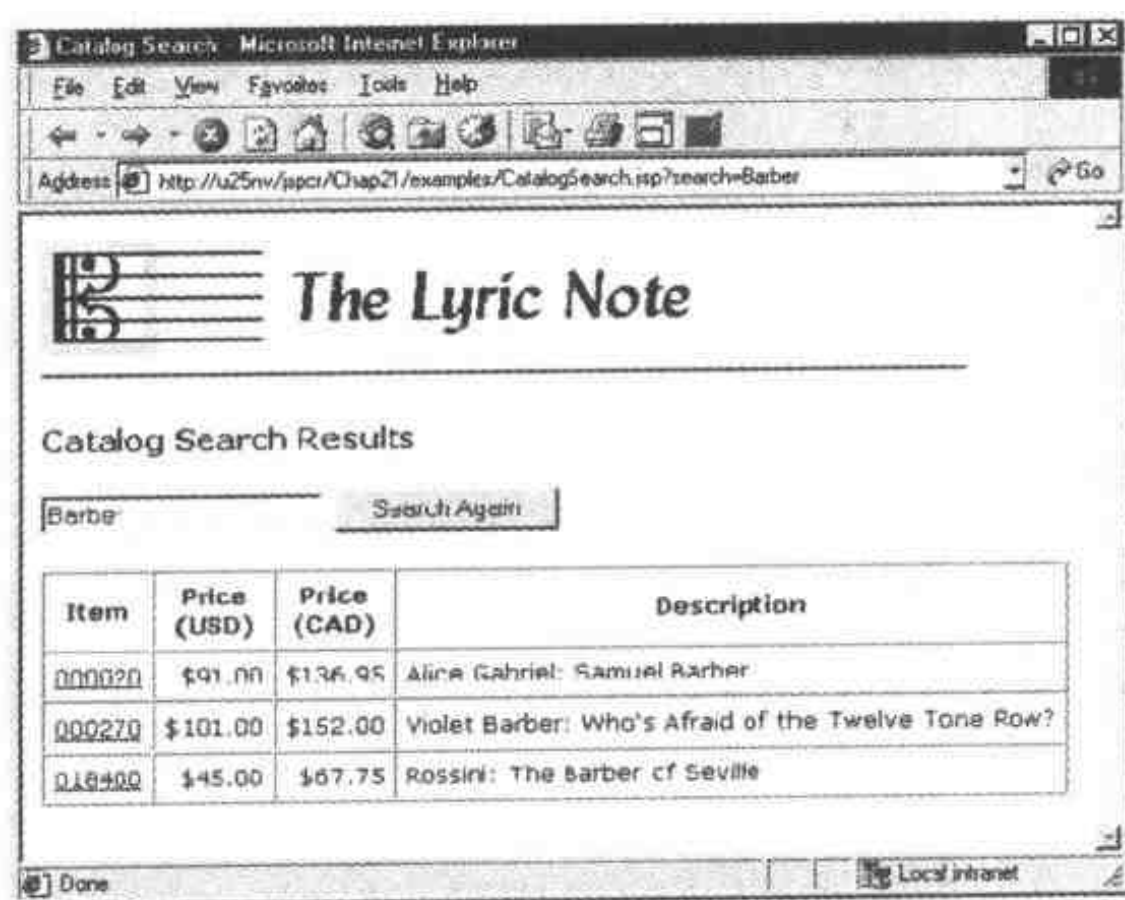 Catalog Search - Microsoft Internet Explorer
File Edit View Favorites Tools Help
Address http://u25nv/jspcr/Chap21/examples/CatalogSearch.jsp?search=Barber Go
The Lyric Note
Catalog Search Results
Barber Search Again
Item Price (USD) Price (CAD) Description
000020 $91.00 $136.95 Alice Gabriel: Samuel Barber
000270 $101.00 $152.00 Violet Barber: Who's Afraid of the Twelve Tone Row?
018400 $45.00 $67.75 Rossini: The Barber of Seville
Done Local intranet